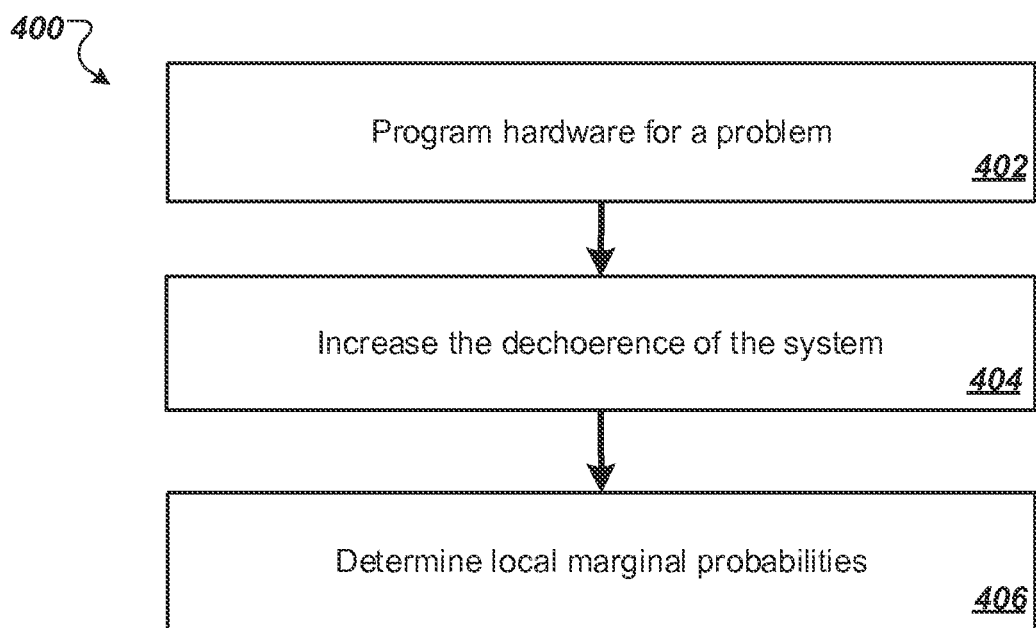 400
Program hardware for a problem
402
Increase the dechoerence of the system
404
Determine local marginal probabilities
406